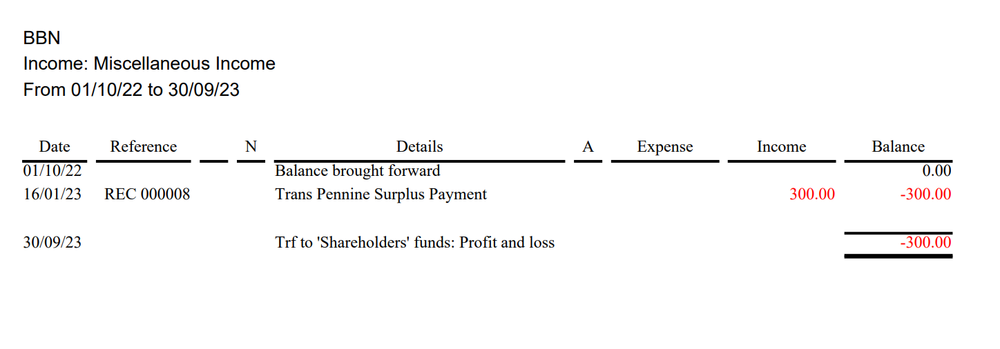 BBN
Income: Miscellaneous Income
From 01/10/22 to 30/09/23
Date Reference N Details A Expense Income Balance
01/10/22 Balance brought forward 0.00
16/01/23 REC 000008 Trans Pennine Surplus Payment 300.00 -300.00
30/09/23 Trf to 'Shareholders' funds: Profit and loss -300.00